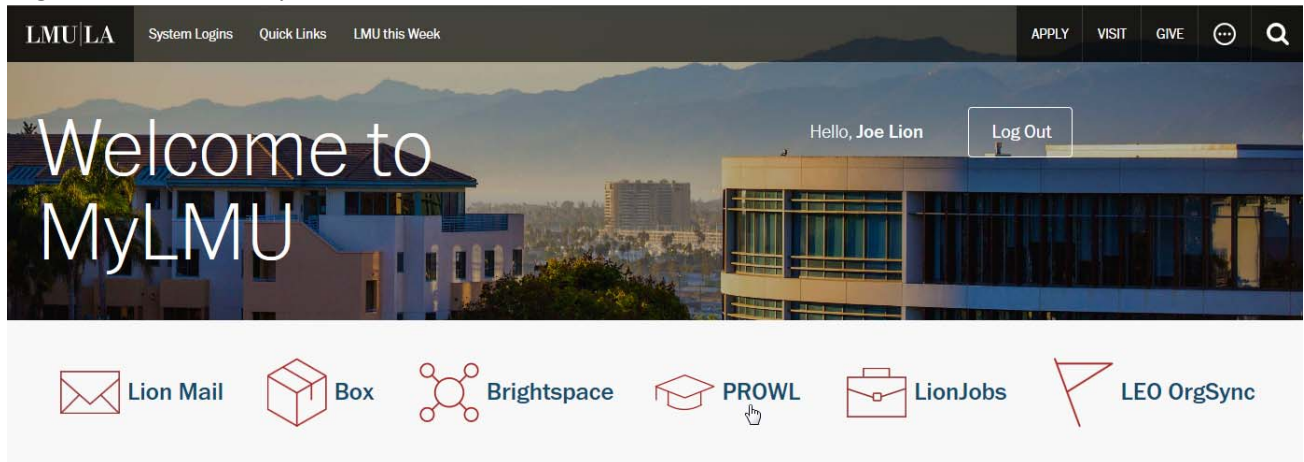 LMU|LA System Logins Quick Links LMU this Week APPLY VISIT GIVE
Welcome to
MyLMU
Hello, Joe Lion Log Out
Lion Mail Box Brightspace PROWL LionJobs LEO OrgSync